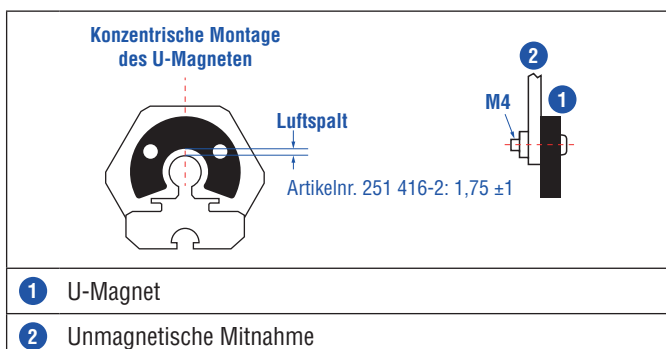 Konzentrische Montage
des U-Magneten
Luftspalt
Artikelnr. 251 416-2: 1,75 ±1
2
1
M4
1 U-Magnet
2 Unmagnetische Mitnahme